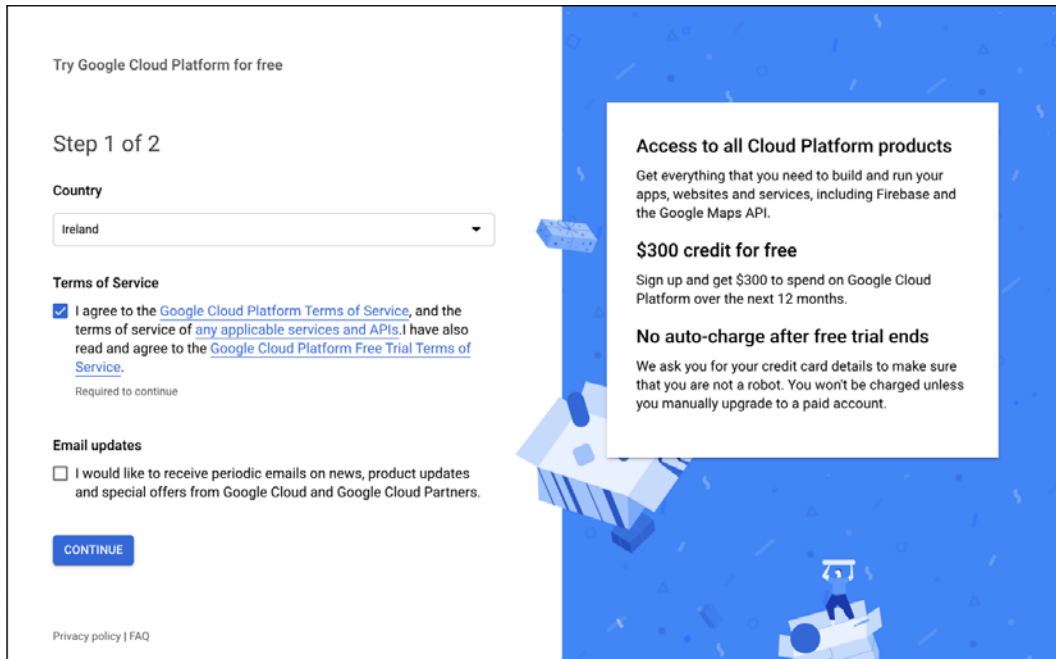 Try Google Cloud Platform for free
Step 1 of 2
Country
Ireland
Terms of Service
I agree to the Google Cloud Platform Terms of Service, and the
terms of service of any applicable services and APIs.I have also
read and agree to the Google Cloud Platform Free Trial Terms of
Service.
Required to continue
Email updates
I would like to receive periodic emails on news, product updates
and special offers from Google Cloud and Google Cloud Partners.
CONTINUE
Privacy policy | FAQ
Access to all Cloud Platform products
Get everything that you need to build and run your
apps, websites and services, including Firebase and
the Google Maps API.
$300 credit for free
Sign up and get $300 to spend on Google Cloud
Platform over the next 12 months.
No auto-charge after free trial ends
We ask you for your credit card details to make sure
that you are not a robot. You won't be charged unless
you manually upgrade to a paid account.